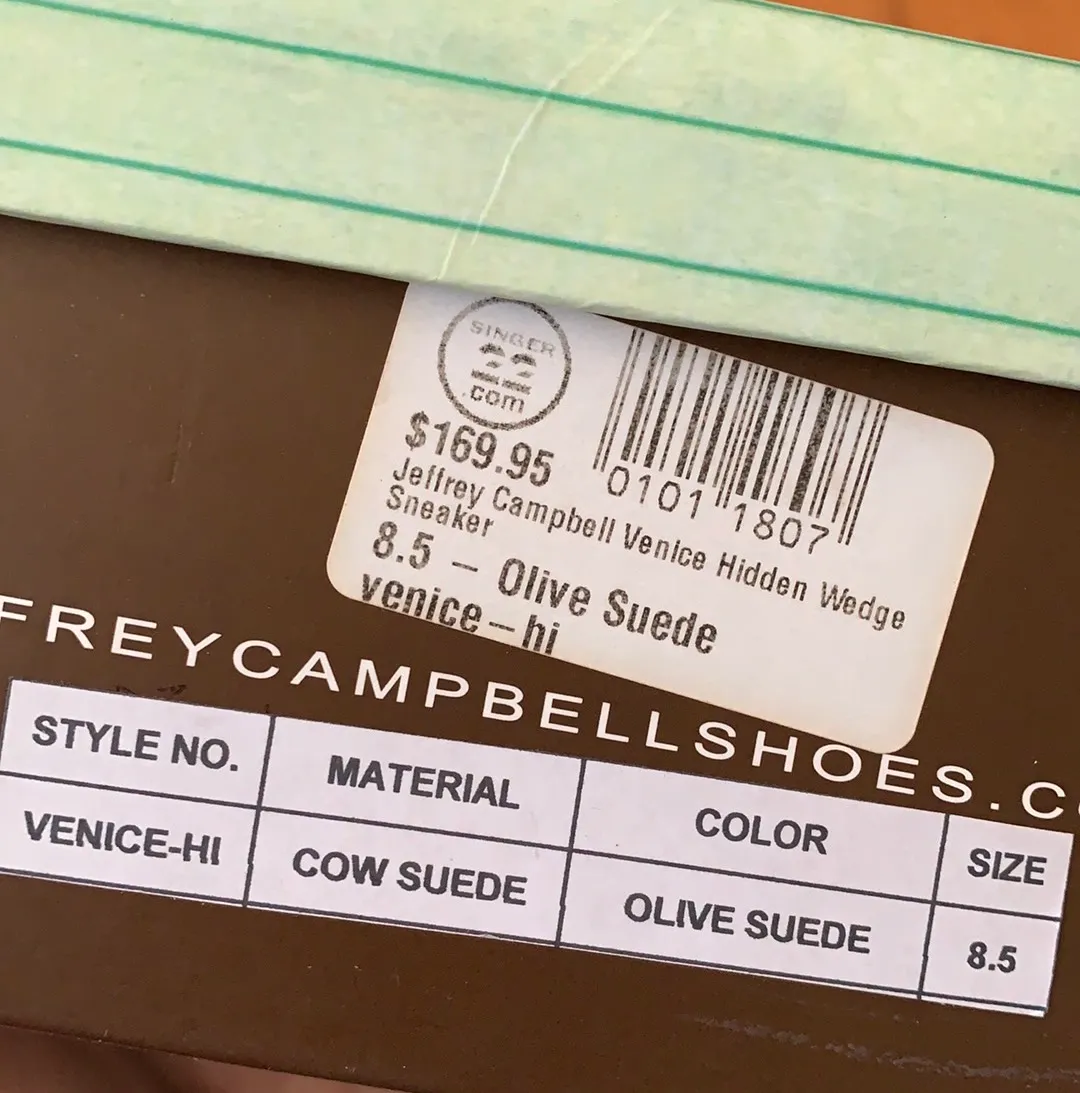 SINGER
22
.com
$169.95
0101 1807
Jeffrey Campbell Venice Hidden Wedge
Sneaker
8.5 – Olive Suede
venice–hi
FREYCAMPBELLSHOES.C
STYLE NO. MATERIAL COLOR SIZE
VENICE-HI COW SUEDE OLIVE SUEDE 8.5